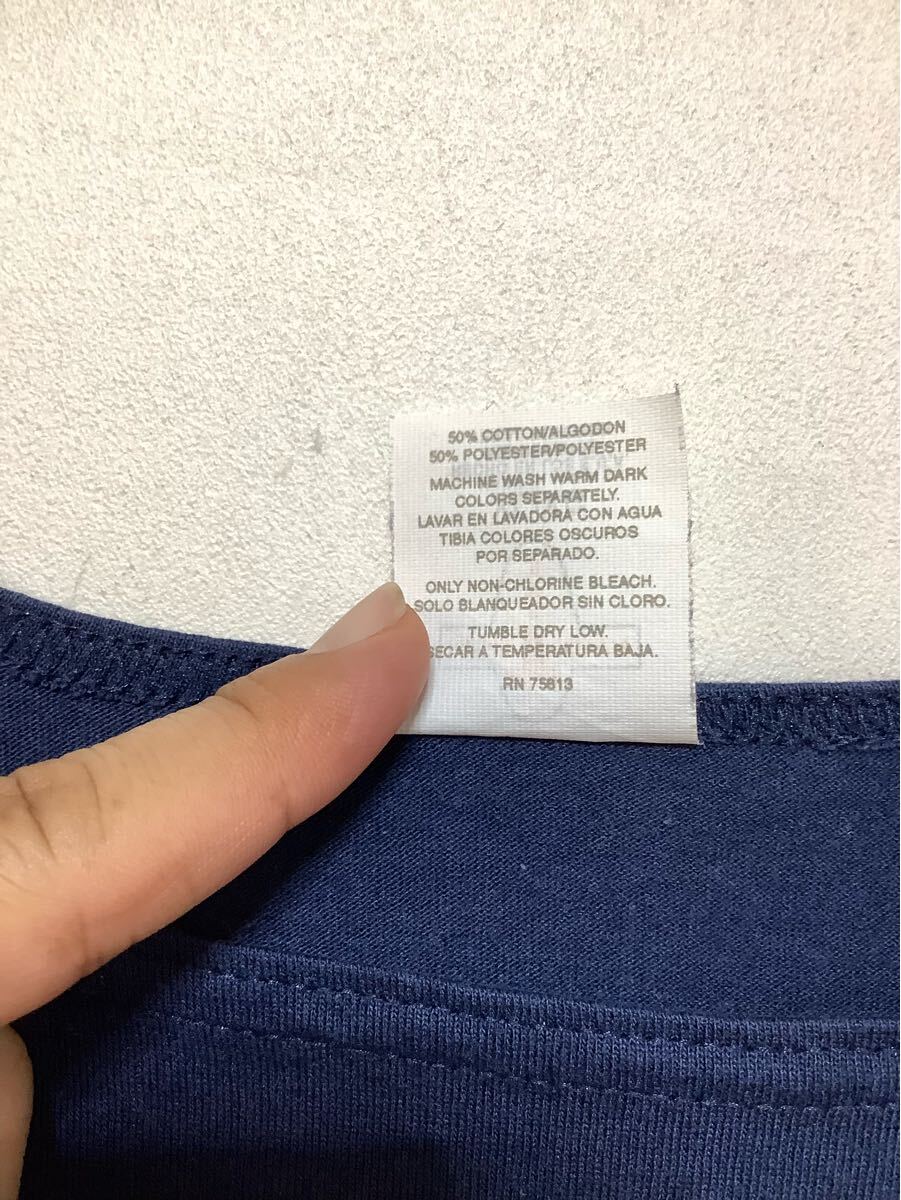 50% COTTON/ALGODON
50% POLYESTER/POLYESTER
MACHINE WASH WARM DARK
COLORS SEPARATELY.
LAVAR EN LAVADORA CON AGUA
TIBIA COLORES OSCUROS
POR SEPARADO.
ONLY NON-CHLORINE BLEACH.
SOLO BLANQUEADOR SIN CLORO.
TUMBLE DRY LOW.
SECAR A TEMPERATURA BAJA.
RN 75613